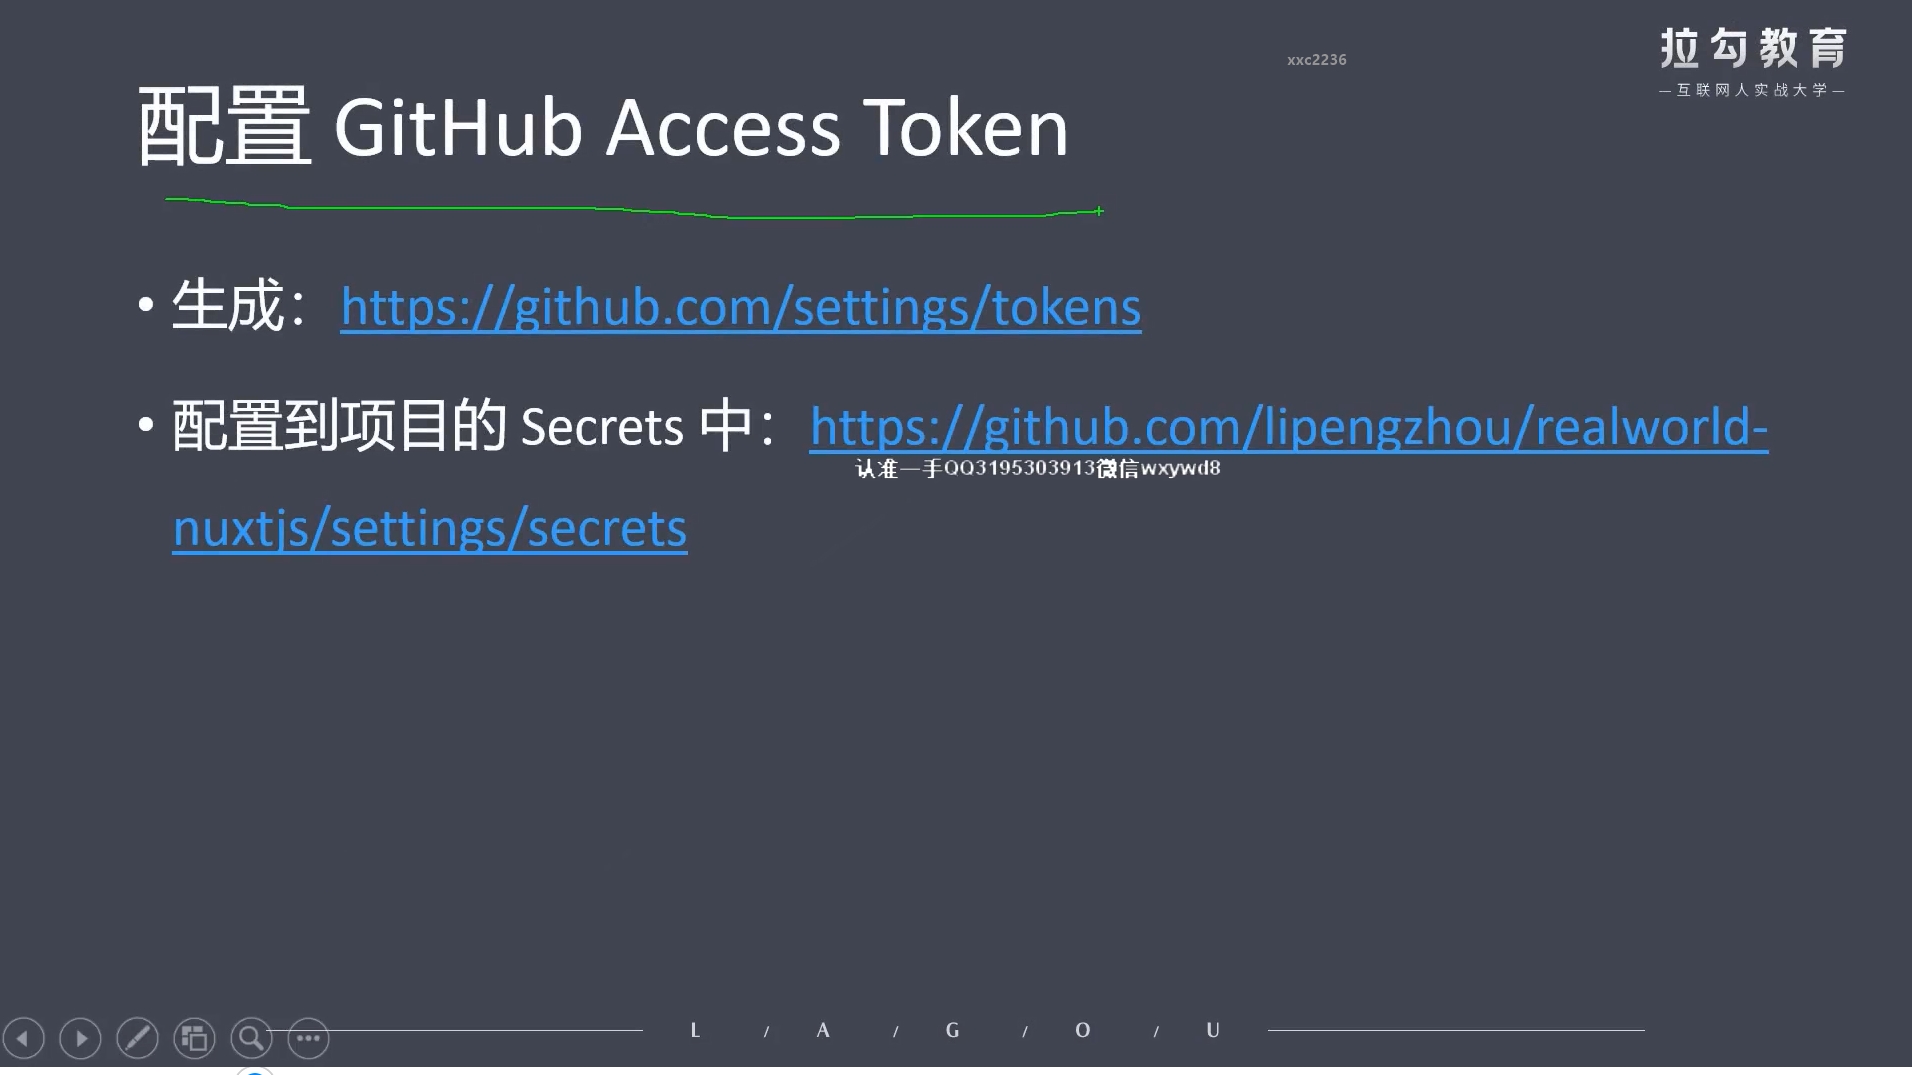 xxc2236
拉勾教育
—互联网人实战大学—
配置 GitHub Access Token
• 生成：https://github.com/settings/tokens
• 配置到项目的 Secrets 中：https://github.com/lipengzhou/realworld-
认准一手QQ3195303913微信wxywd8
nuxtjs/settings/secrets
L / A / G / O / U